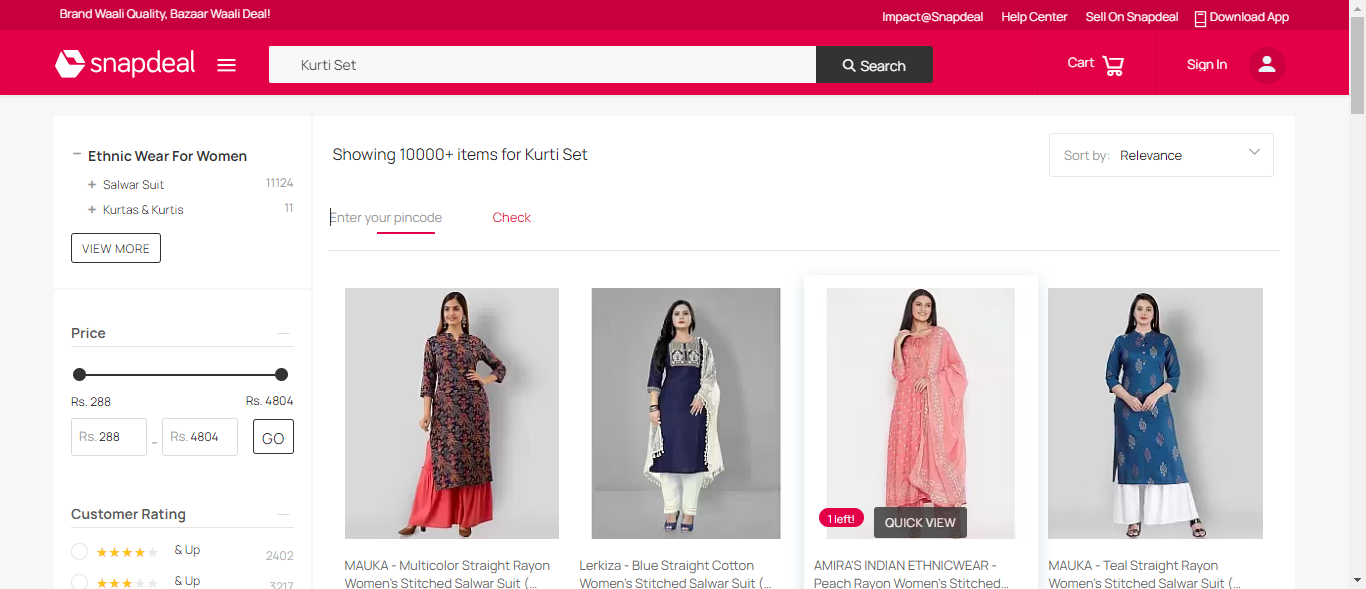 Brand Waali Quality, Bazaar Waali Deal!
Impact@Snapdeal Help Center Sell On Snapdeal Download App
snapdeal Kurti Set Search Cart Sign In
Ethnic Wear For Women
Salwar Suit 11124
Kurtas & Kurtis 11
VIEW MORE
Price
Rs. 288 Rs. 4804
Rs. 288 - Rs. 4804 GO
Customer Rating
& Up 2402
& Up 3217
Showing 10000+ items for Kurti Set
Sort by: Relevance
Enter your pincode Check
1 left! QUICK VIEW
MAUKA - Multicolor Straight Rayon
Women's Stitched Salwar Suit (...
Lerkiza - Blue Straight Cotton
Women's Stitched Salwar Suit (...
AMIRA'S INDIAN ETHNICWEAR -
Peach Rayon Women's Stitched...
MAUKA - Teal Straight Rayon
Women's Stitched Salwar Suit (...